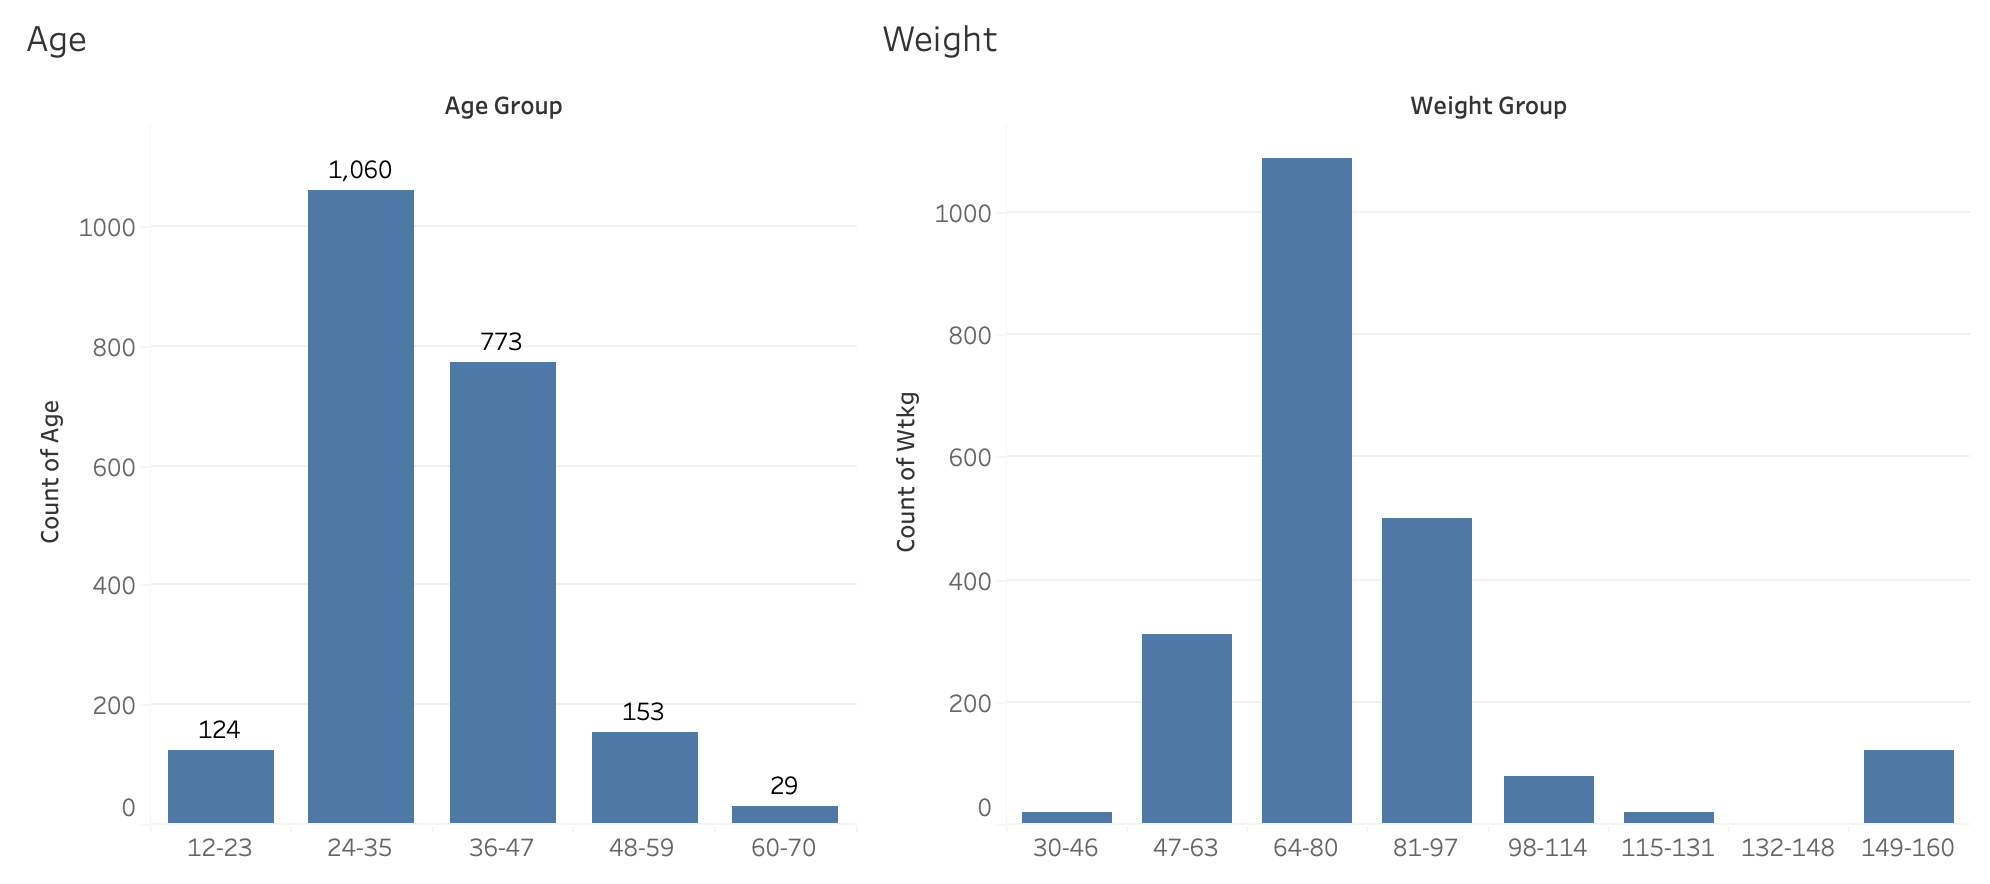 Age
Age Group
Count of Age
1000
800
600
400
200
0
1,060
773
124
153
29
12-23 24-35 36-47 48-59 60-70
Weight
Weight Group
Count of Wtkg
1000
800
600
400
200
0
30-46 47-63 64-80 81-97 98-114 115-131 132-148 149-160